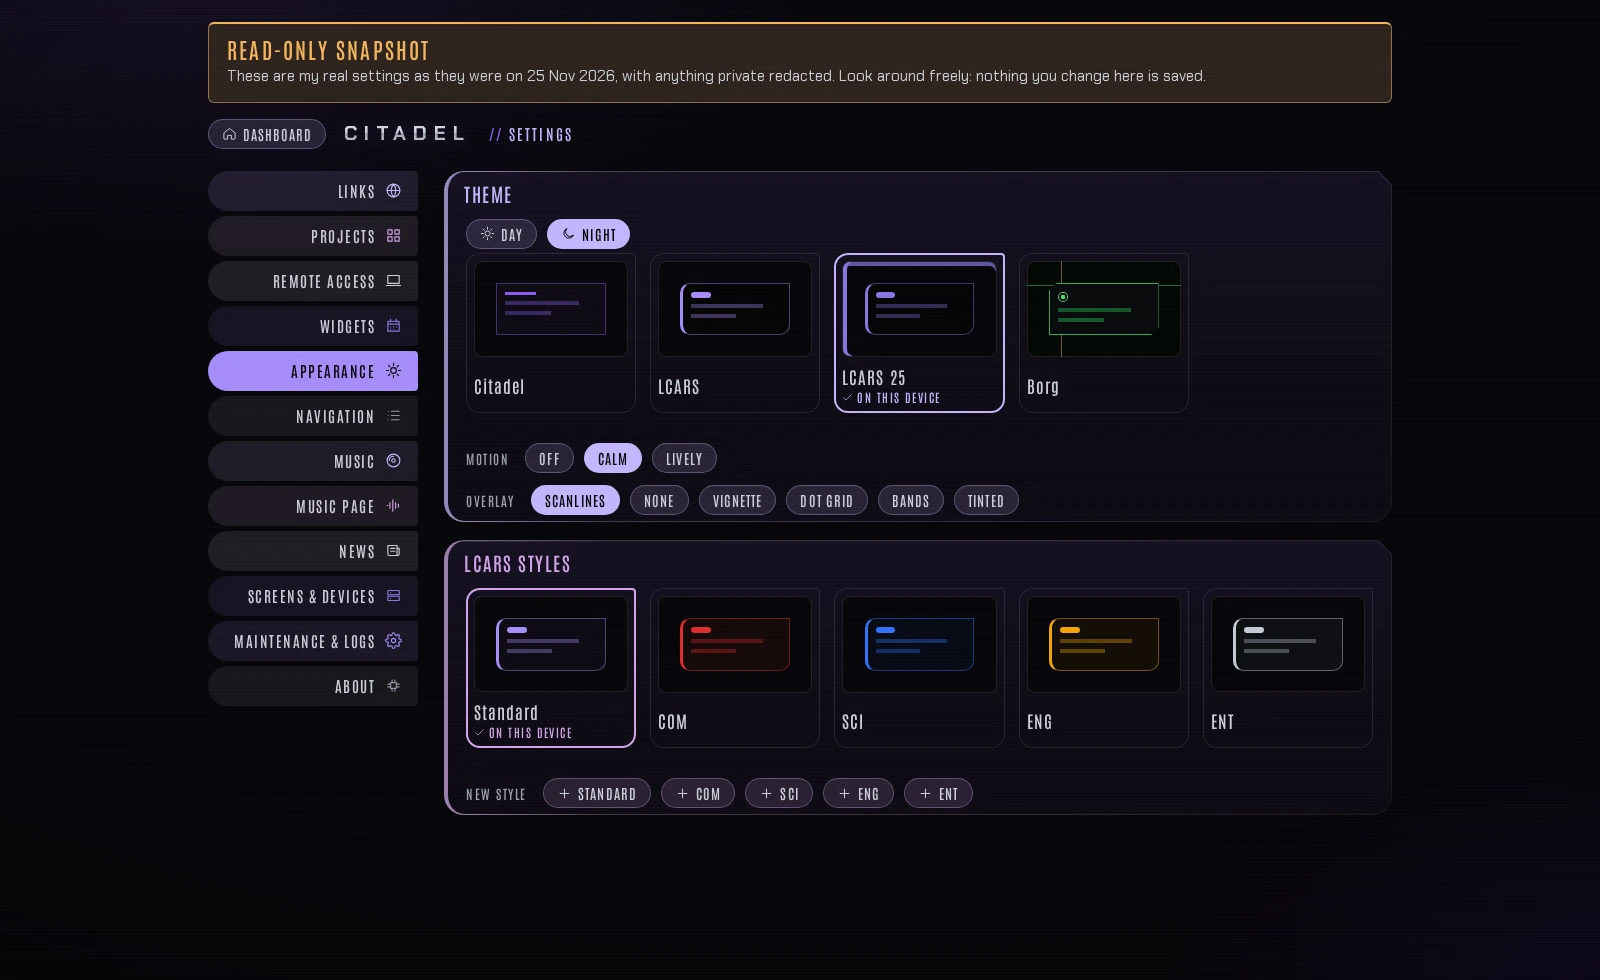 READ-ONLY SNAPSHOT
These are my real settings as they were on 25 Nov 2026, with anything private redacted. Look around freely: nothing you change here is saved.
DASHBOARD CITADEL // SETTINGS
LINKS
PROJECTS
REMOTE ACCESS
WIDGETS
APPEARANCE
NAVIGATION
MUSIC
MUSIC PAGE
NEWS
SCREENS & DEVICES
MAINTENANCE & LOGS
ABOUT
THEME
DAY NIGHT
Citadel
LCARS
LCARS 25
ON THIS DEVICE
Borg
MOTION OFF CALM LIVELY
OVERLAY SCANLINES NONE VIGNETTE DOT GRID BANDS TINTED
LCARS STYLES
Standard
ON THIS DEVICE
COM
SCI
ENG
ENT
NEW STYLE + STANDARD + COM + SCI + ENG + ENT